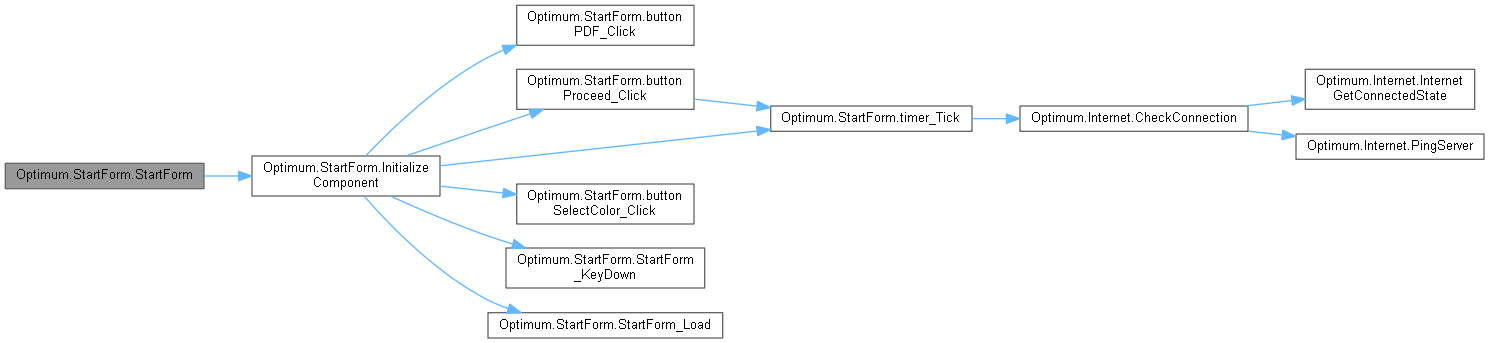 Optimum.StartForm.StartForm
Optimum.StartForm.Initialize
Component
Optimum.StartForm.button
PDF_Click
Optimum.StartForm.button
Proceed_Click
Optimum.StartForm.timer_Tick
Optimum.Internet.CheckConnection
Optimum.Internet.Internet
GetConnectedState
Optimum.Internet.PingServer
Optimum.StartForm.button
SelectColor_Click
Optimum.StartForm.StartForm
_KeyDown
Optimum.StartForm.StartForm_Load